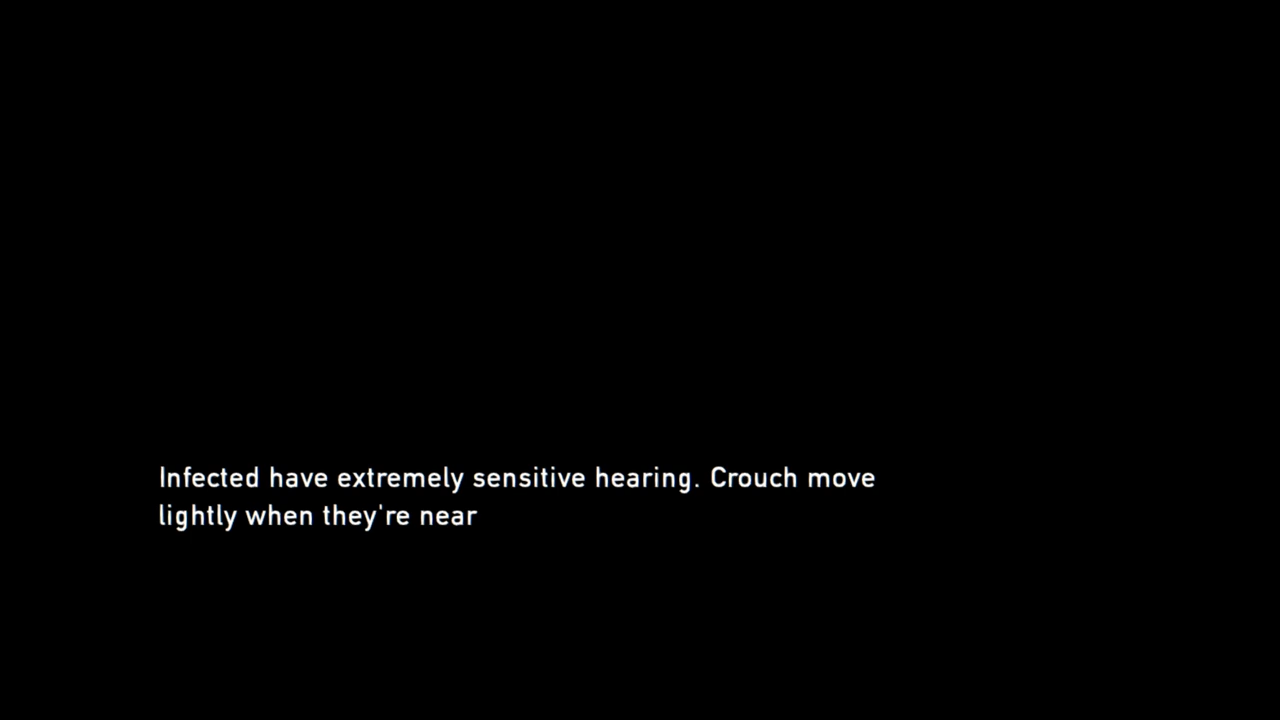 Infected have extremely sensitive hearing. Crouch move
lightly when they're near